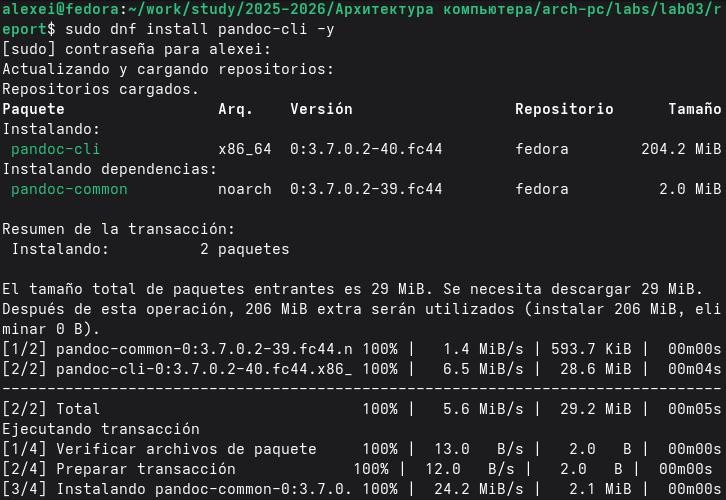 alexei@fedora:~/work/study/2025-2026/Архитектура компьютера/arch-pc/labs/lab03/r
eport$ sudo dnf install pandoc-cli -y
[sudo] contraseña para alexei:
Actualizando y cargando repositorios:
Repositorios cargados.
Paquete Arq. Versión Repositorio Tamaño
Instalando:
pandoc-cli x86_64 0:3.7.0.2-40.fc44 fedora 204.2 MiB
Instalando dependencias:
pandoc-common noarch 0:3.7.0.2-39.fc44 fedora 2.0 MiB
Resumen de la transacción:
Instalando: 2 paquetes
El tamaño total de paquetes entrantes es 29 MiB. Se necesita descargar 29 MiB.
Después de esta operación, 206 MiB extra serán utilizados (instalar 206 MiB, eli
minar 0 B).
[1/2] pandoc-common-0:3.7.0.2-39.fc44.n 100% | 1.4 MiB/s | 593.7 KiB | 00m00s
[2/2] pandoc-cli-0:3.7.0.2-40.fc44.x86_ 100% | 6.5 MiB/s | 28.6 MiB | 00m04s
--------------------------------------------------------------------------------
[2/2] Total 100% | 5.6 MiB/s | 29.2 MiB | 00m05s
Ejecutando transacción
[1/4] Verificar archivos de paquete 100% | 13.0 B/s | 2.0 B | 00m00s
[2/4] Preparar transacción 100% | 12.0 B/s | 2.0 B | 00m00s
[3/4] Instalando pandoc-common-0:3.7.0. 100% | 24.2 MiB/s | 2.1 MiB | 00m00s